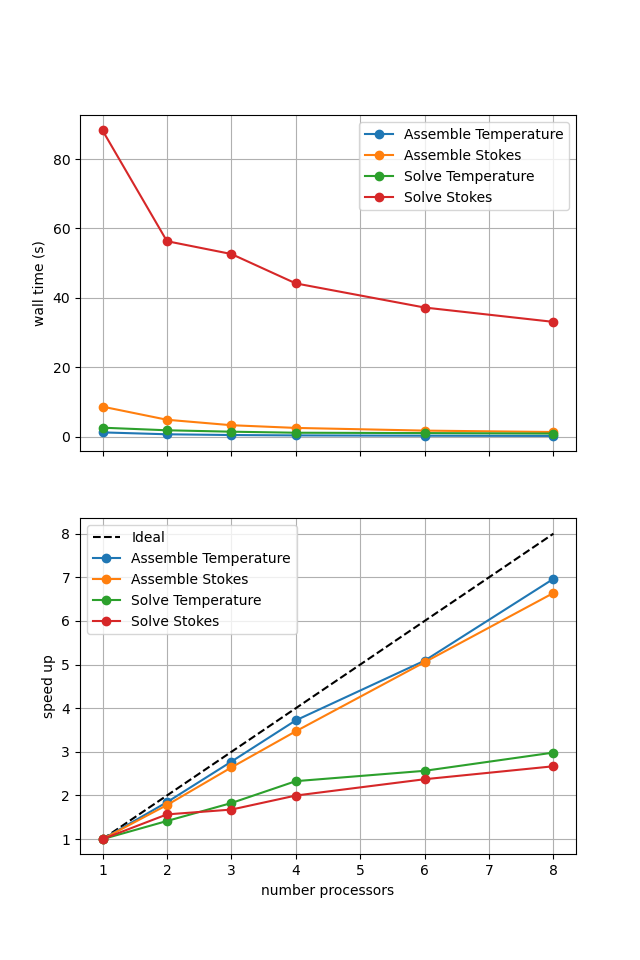 Assemble Temperature
Assemble Stokes
Solve Temperature
Solve Stokes
80
60
40
20
0
wall time (s)
Ideal
Assemble Temperature
Assemble Stokes
Solve Temperature
Solve Stokes
8
7
6
5
4
3
2
1
speed up
1 2 3 4 5 6 7 8
number processors